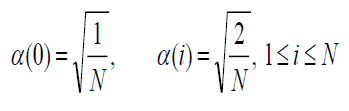 α(0) = √(1/N),   α(i) = √(2/N), 1 ≤ i ≤ N